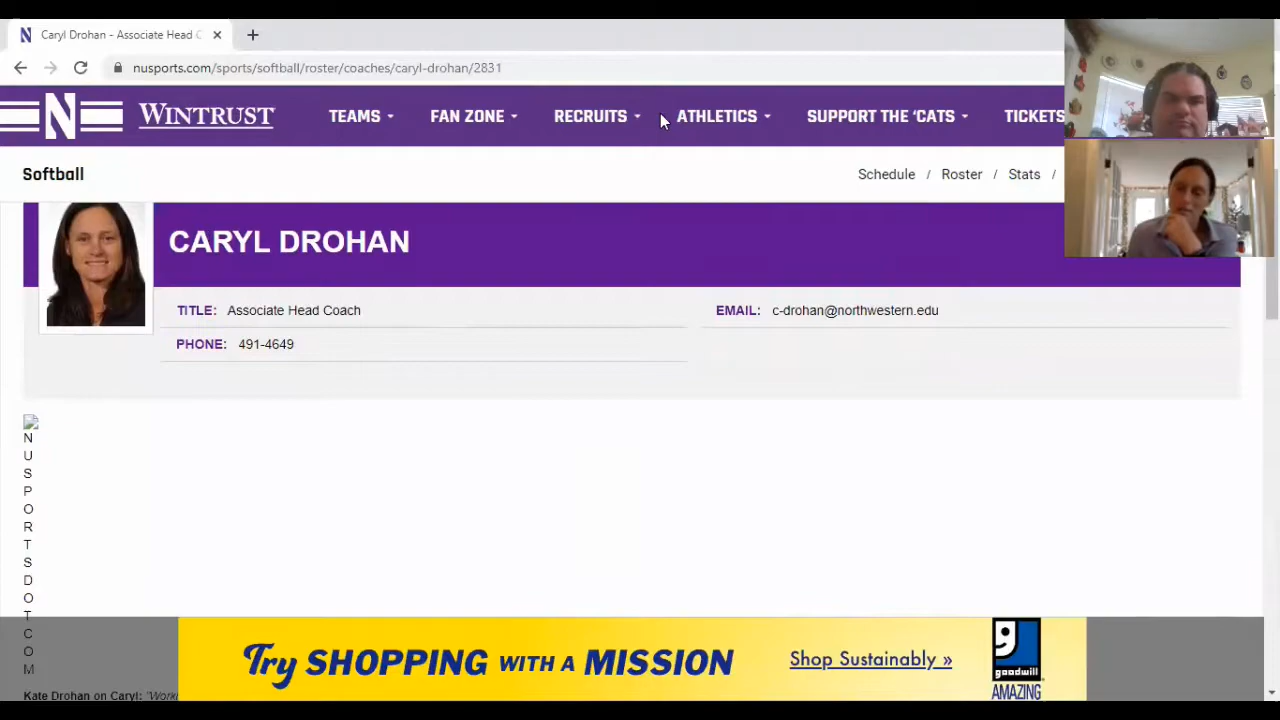 Caryl Drohan - Associate Head C
nusports.com/sports/softball/roster/coaches/caryl-drohan/2831
N WINTRUST TEAMS FAN ZONE RECRUITS ATHLETICS SUPPORT THE ‘CATS TICKETS
Softball Schedule / Roster / Stats /
CARYL DROHAN
TITLE: Associate Head Coach EMAIL: c-drohan@northwestern.edu
PHONE: 491-4649
N
U
S
P
O
R
T
S
D
O
T
C
O
M
Try SHOPPING WITH A MISSION Shop Sustainably » g goodwill AMAZING
Kate Drohan on Caryl: